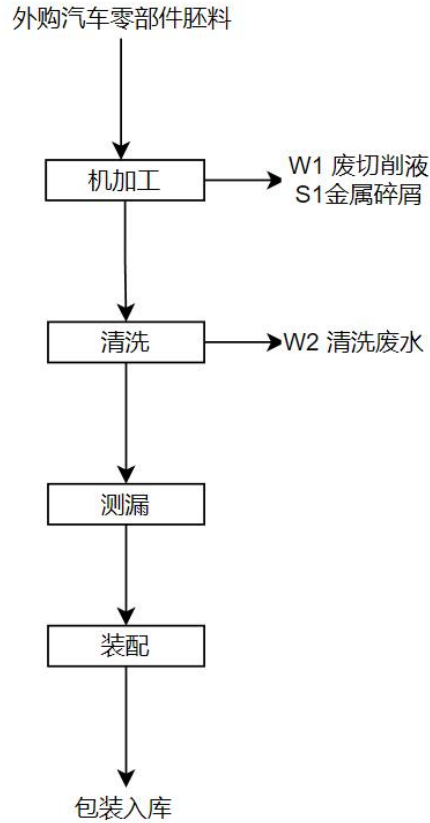 外购汽车零部件胚料
机加工
W1 废切削液
S1金属碎屑
清洗
W2 清洗废水
测漏
装配
包装入库